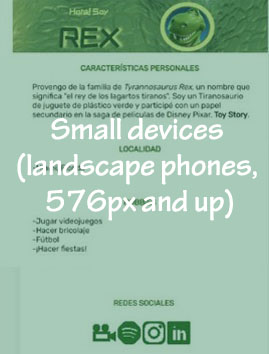 ¡Hola! Soy
REX
CARACTERÍSTICAS PERSONALES
Provengo de la familia de Tyrannosaurus Rex, un nombre que
significa "el rey de los lagartos tiranos". Soy un Tiranosaurio
de juguete de plástico verde y participé con un papel
secundario en la saga de películas de Disney Pixar, Toy Story.
Small devices
LOCALIDAD
(landscape phones,
576px and up)
-Jugar videojuegos
-Hacer bricolaje
-Fútbol
-¡Hacer fiestas!
REDES SOCIALES
in